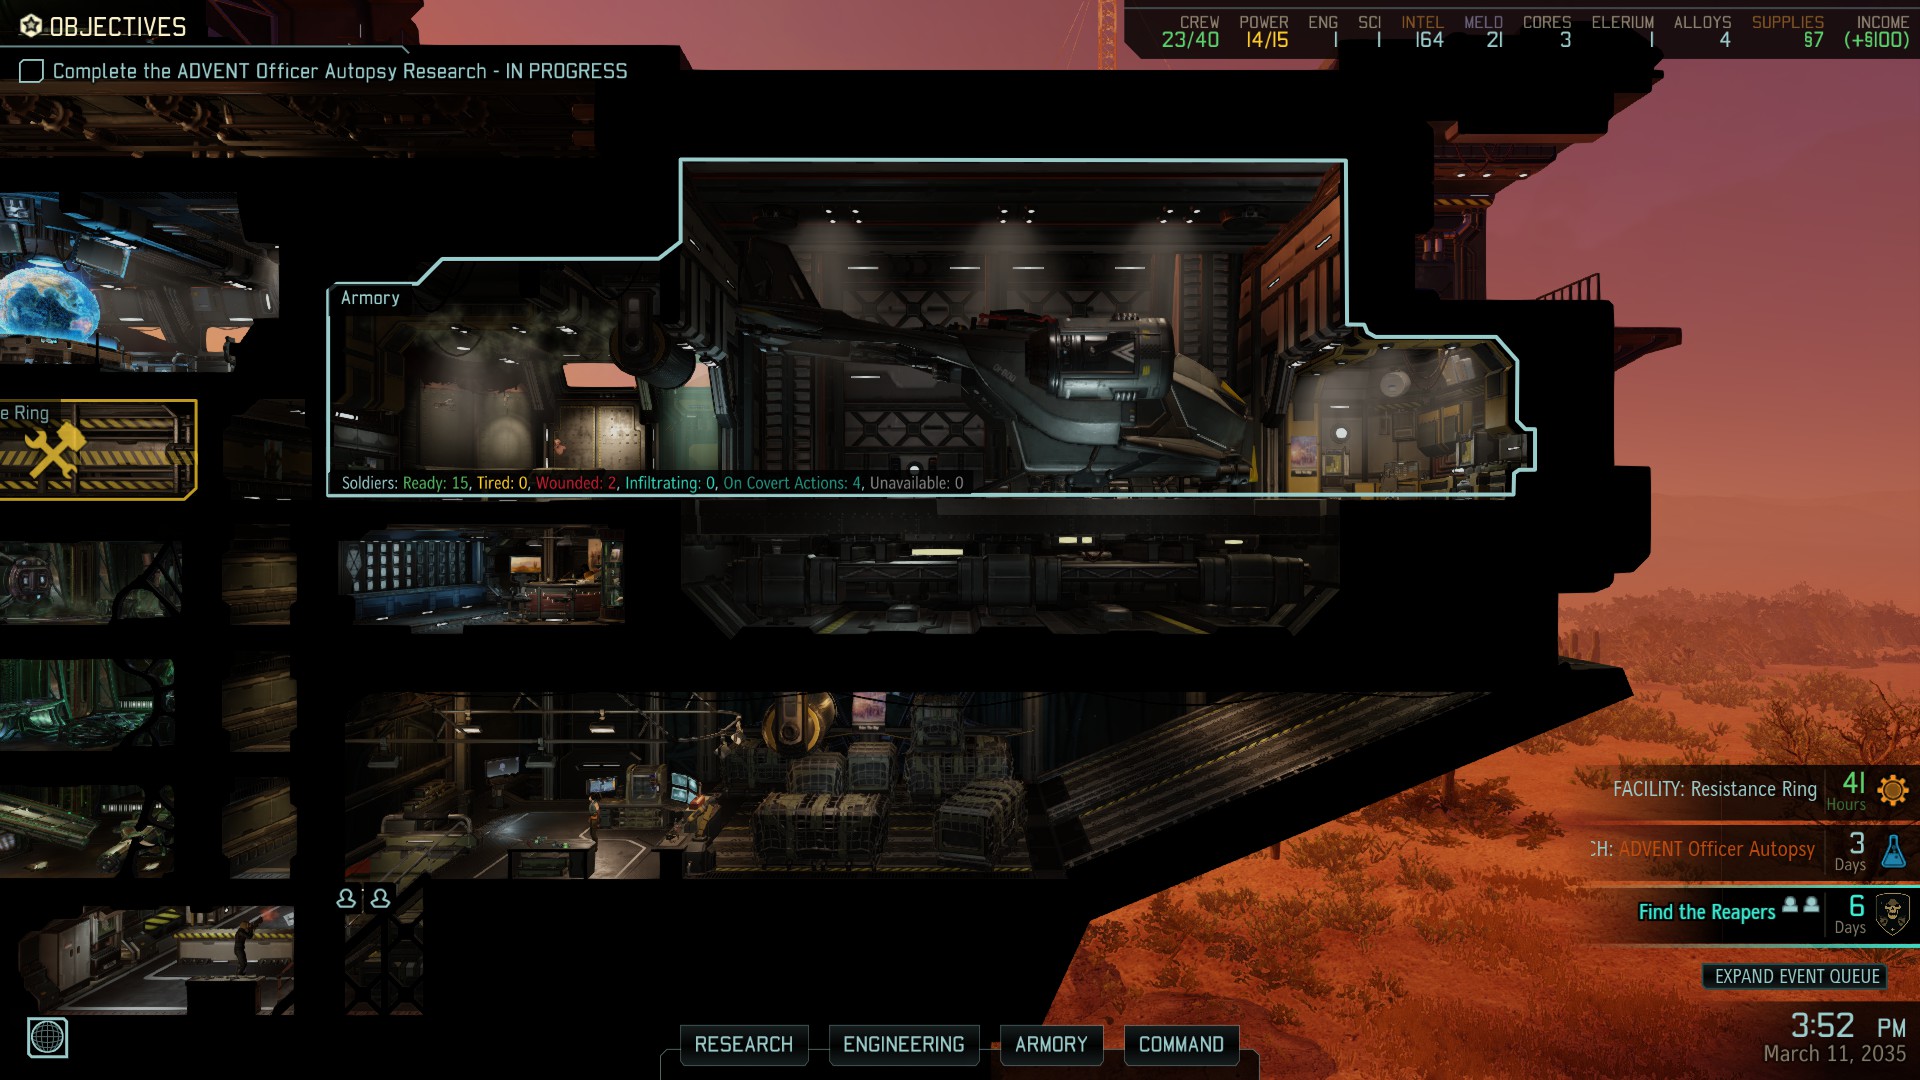 OBJECTIVES
Complete the ADVENT Officer Autopsy Research - IN PROGRESS
CREW POWER ENG SCI INTEL MELD CORES ELERIUM ALLOYS SUPPLIES INCOME
23/40 14/15 1 1 164 21 3 1 4 §7 (+§100)
Armory
e Ring
Soldiers: Ready: 15, Tired: 0, Wounded: 2, Infiltrating: 0, On Covert Actions: 4, Unavailable: 0
FACILITY: Resistance Ring 41 Hours
CH: ADVENT Officer Autopsy 3 Days
Find the Reapers 6 Days
EXPAND EVENT QUEUE
3:52 PM
March 11, 2035
RESEARCH ENGINEERING ARMORY COMMAND